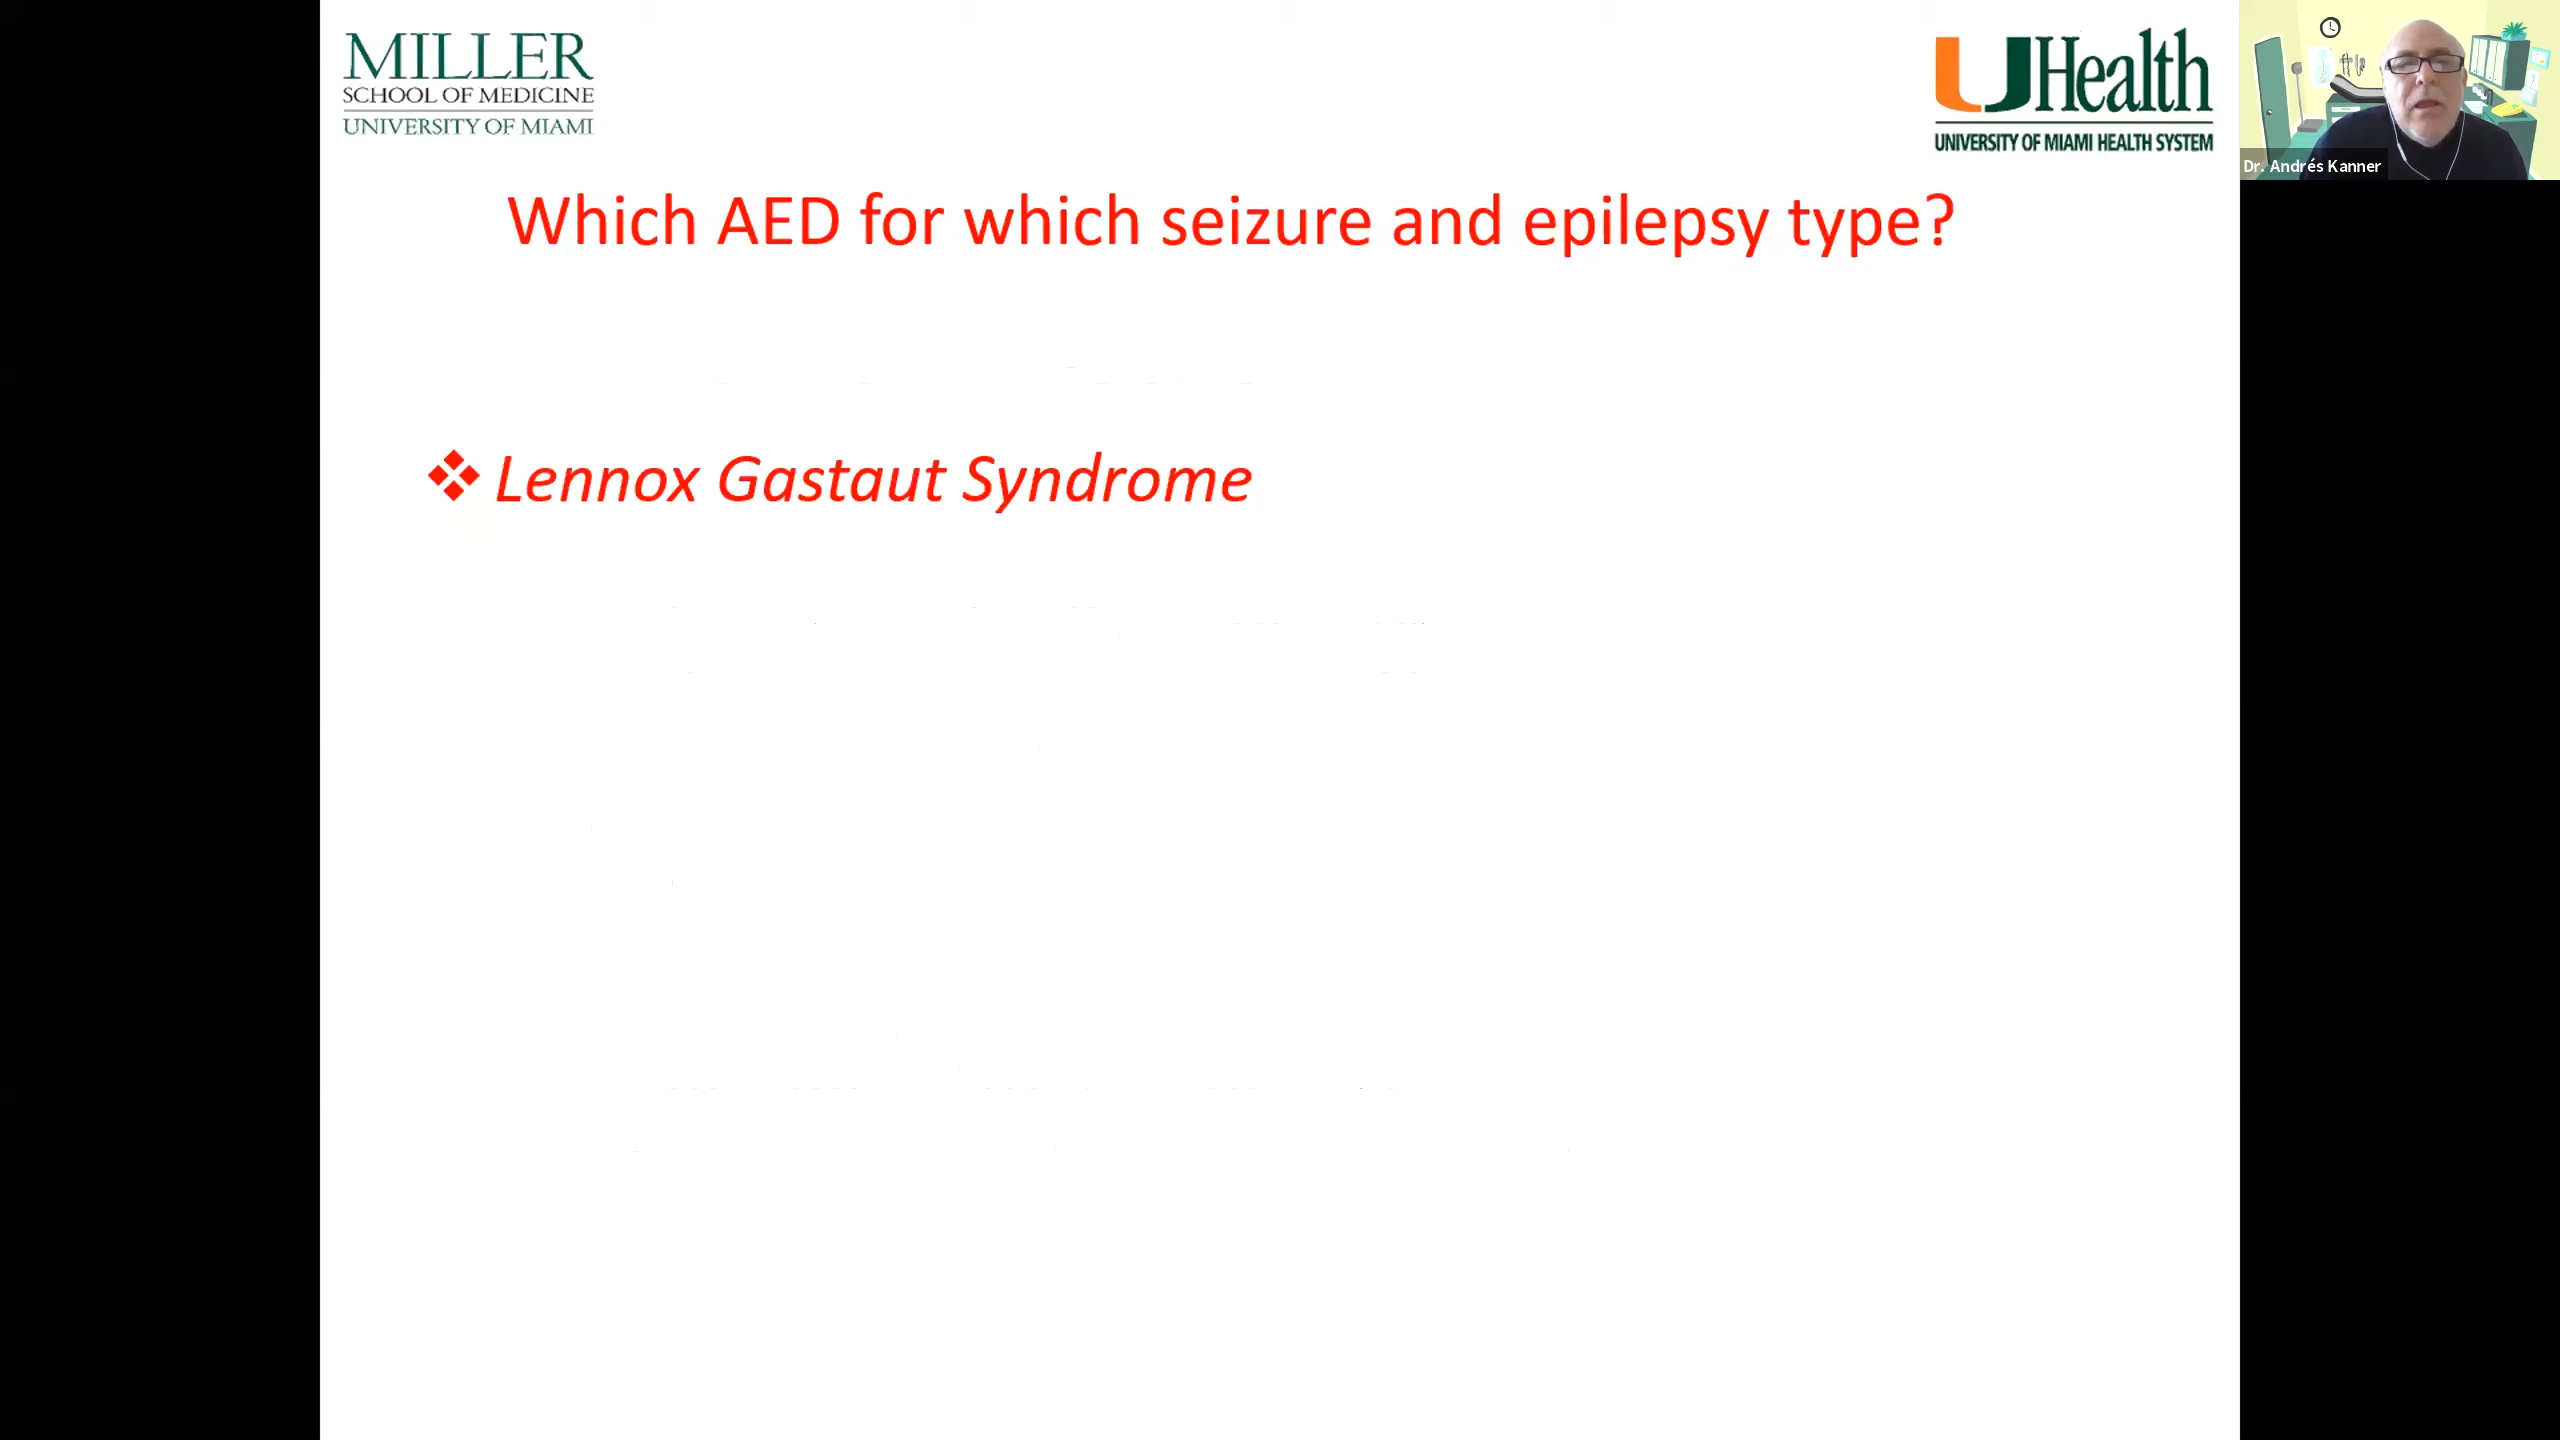 MILLER
SCHOOL OF MEDICINE
UNIVERSITY OF MIAMI
UHealth
UNIVERSITY OF MIAMI HEALTH SYSTEM
Dr. Andrés Kanner
Which AED for which seizure and epilepsy type?
Lennox Gastaut Syndrome